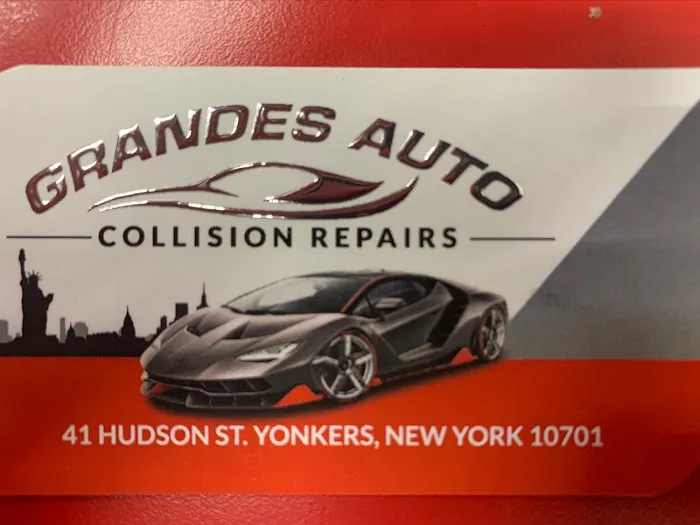 GRANDES AUTO
COLLISION REPAIRS
41 HUDSON ST. YONKERS, NEW YORK 10701